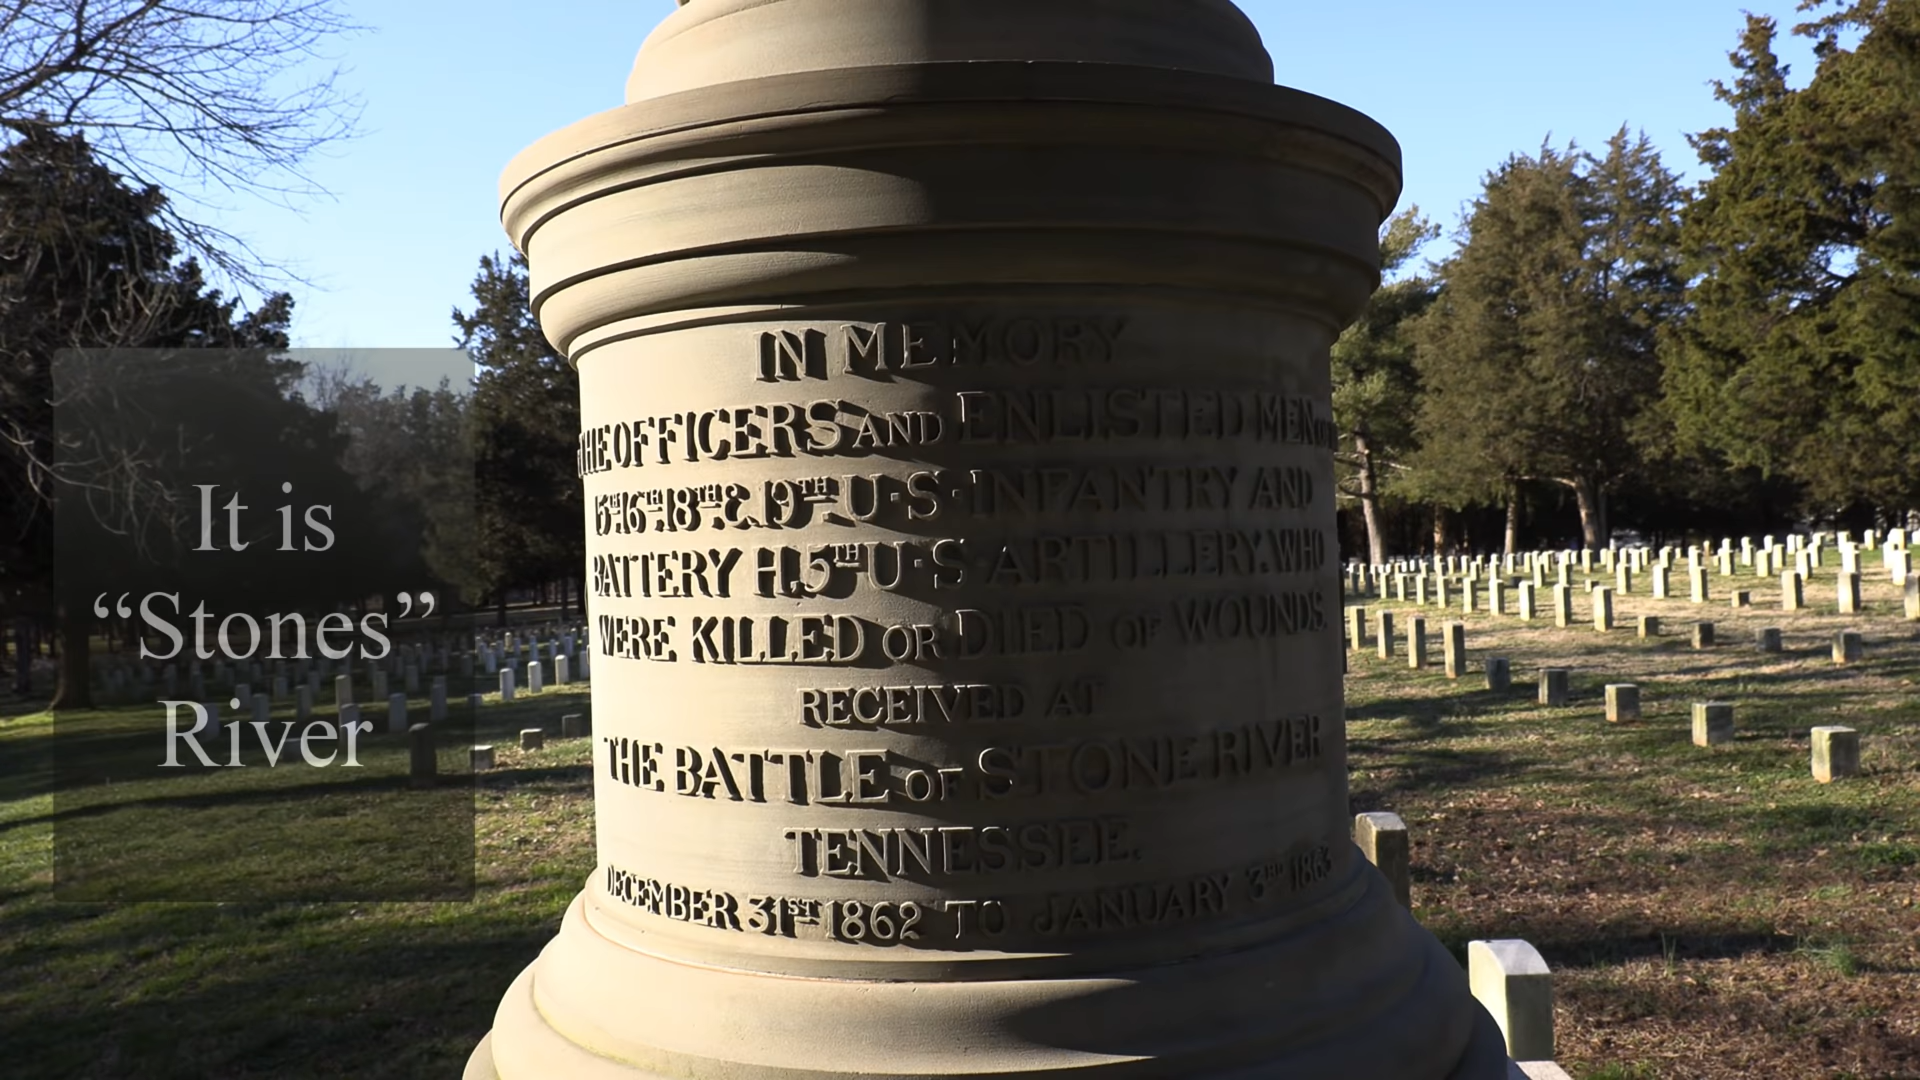 It is
“Stones”
River
IN MEMORY
THE OFFICERS AND ENLISTED MEN OF
15TH 16TH 18TH & 19TH U·S·INFANTRY AND
BATTERY H, 5TH U·S·ARTILLERY, WHO
WERE KILLED OR DIED OF WOUNDS,
RECEIVED AT
THE BATTLE OF STONE RIVER
TENNESSEE.
DECEMBER 31ST 1862 TO JANUARY 3RD 1863